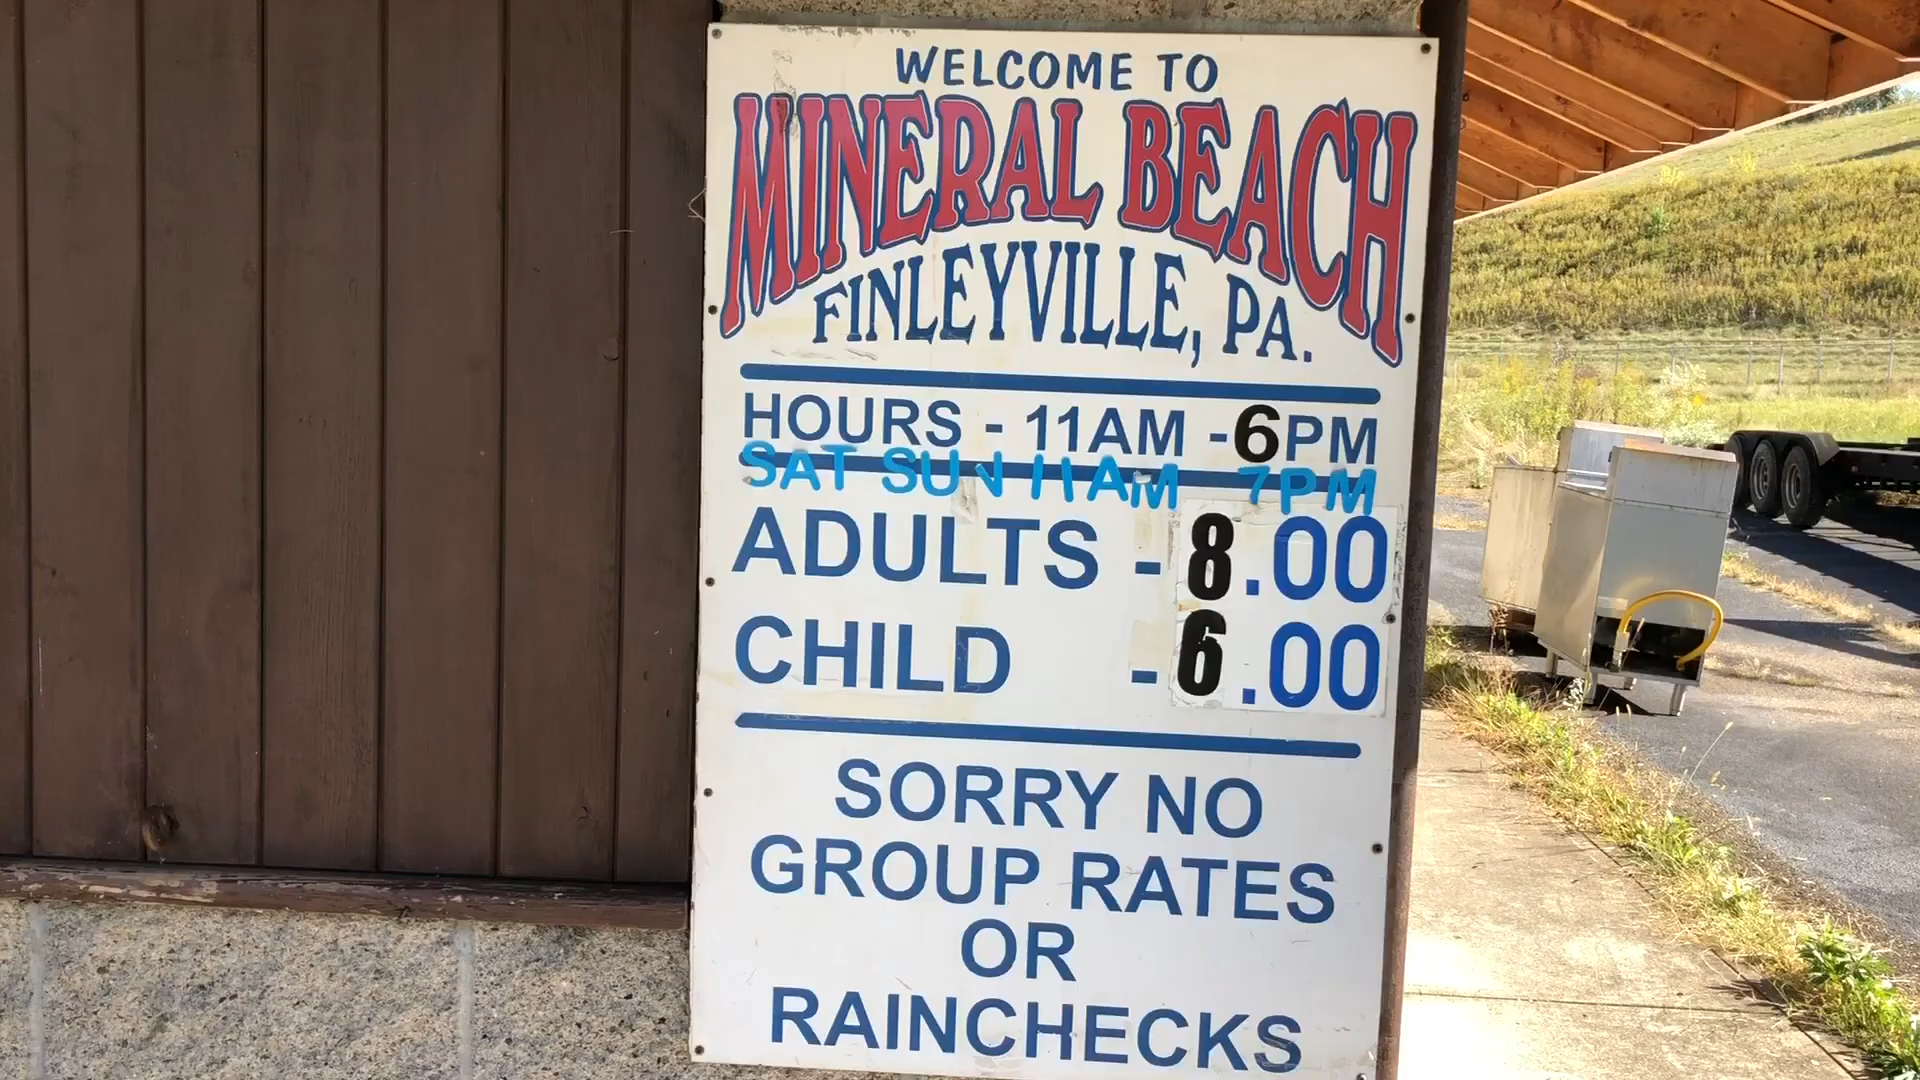 WELCOME TO
MINERAL BEACH
FINLEYVILLE, PA.
HOURS - 11AM -6PM
SAT SUN 11AM 7PM
ADULTS - 8.00
CHILD - 6.00
SORRY NO
GROUP RATES
OR
RAINCHECKS